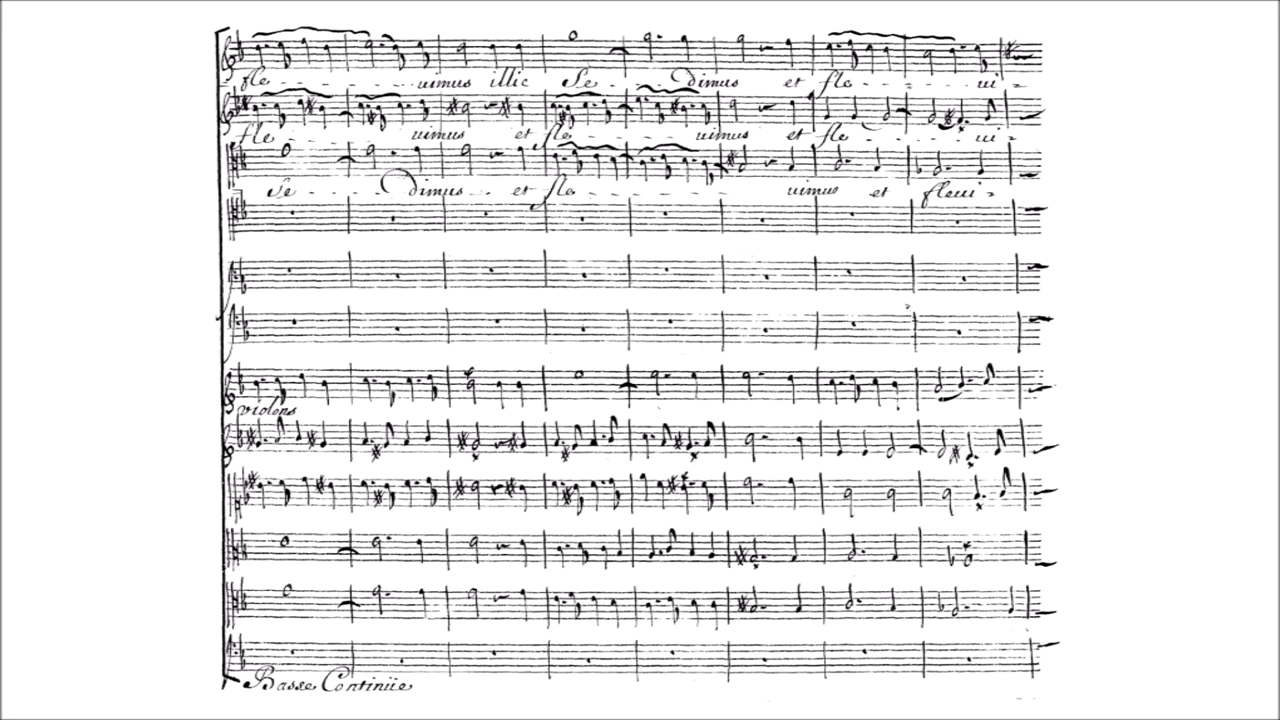 fle - - - - - - uimus illic Se - - Dimus et fle - - - - - ui =
fle - - - - - uimus et fle - - - - - uimus et fle - - - - ui =
Se - - - - Dimus - - et fle - - - - - - - uimus et fleui =
violons
Basse Continüe